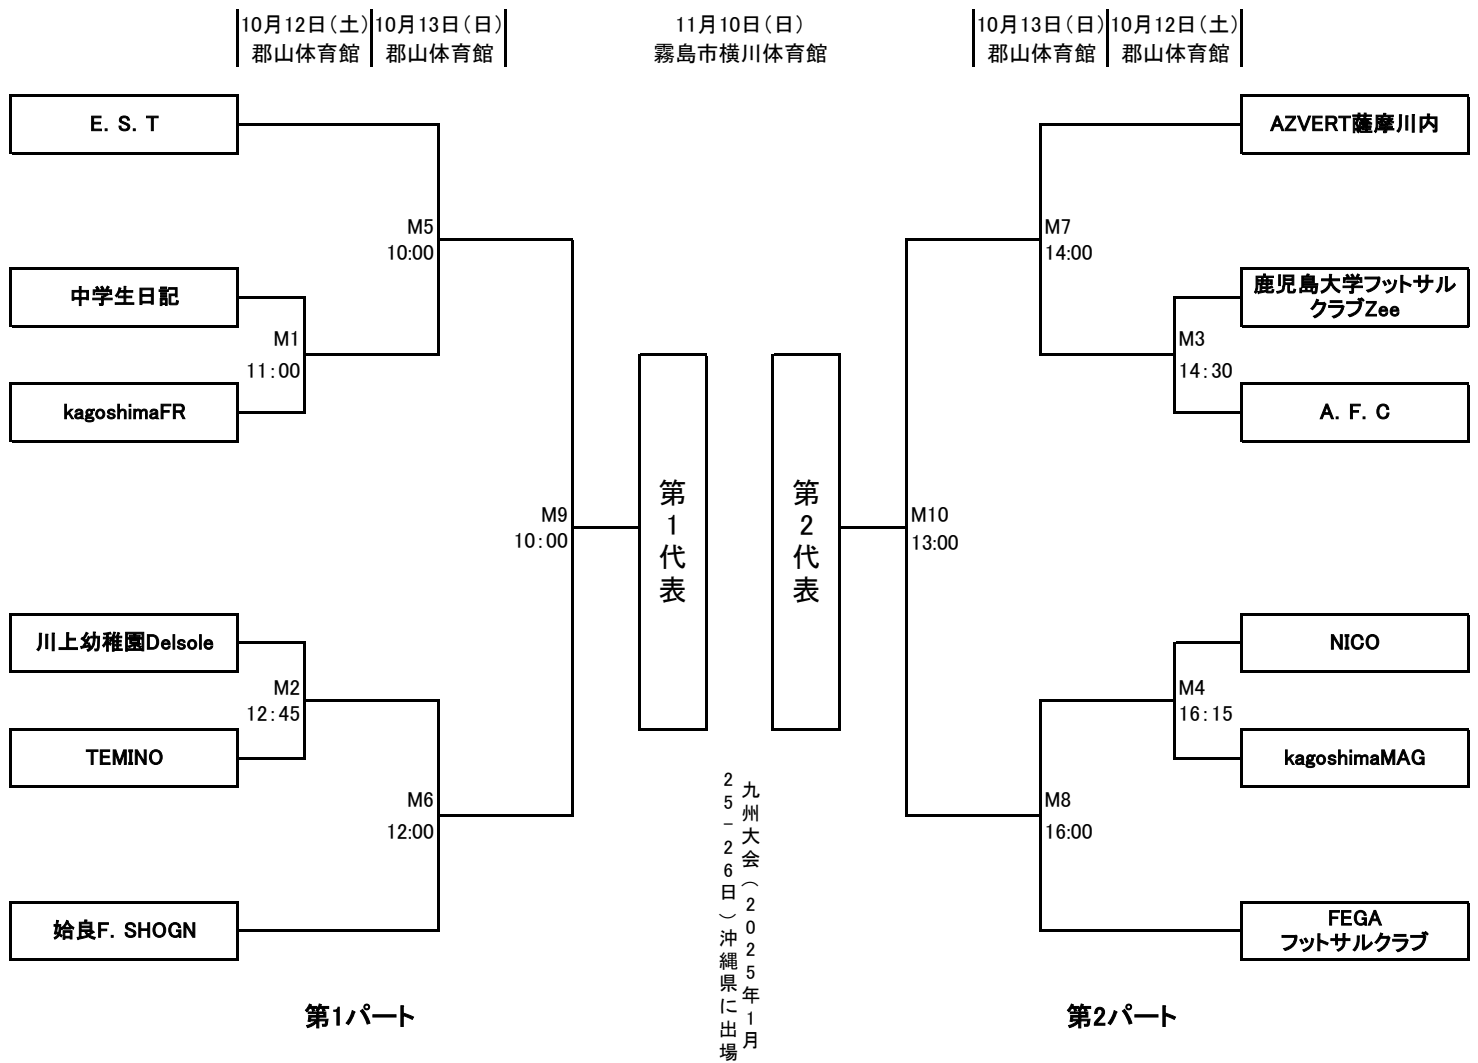 10月12日(土)
郡山体育館
10月13日(日)
郡山体育館
11月10日(日)
霧島市横川体育館
10月13日(日)
郡山体育館
10月12日(土)
郡山体育館
E. S. T
中学生日記
kagoshimaFR
川上幼稚園Delsole
TEMINO
姶良F. SHOGN
M1
11:00
M2
12:45
M5
10:00
M6
12:00
M9
10:00
第1代表
第2代表
M10
13:00
M7
14:00
M8
16:00
M3
14:30
M4
16:15
AZVERT薩摩川内
鹿児島大学フットサル
クラブZee
A. F. C
NICO
kagoshimaMAG
FEGA
フットサルクラブ
九州大会(2025年1月
25-26日)沖縄県に出場
第1パート
第2パート